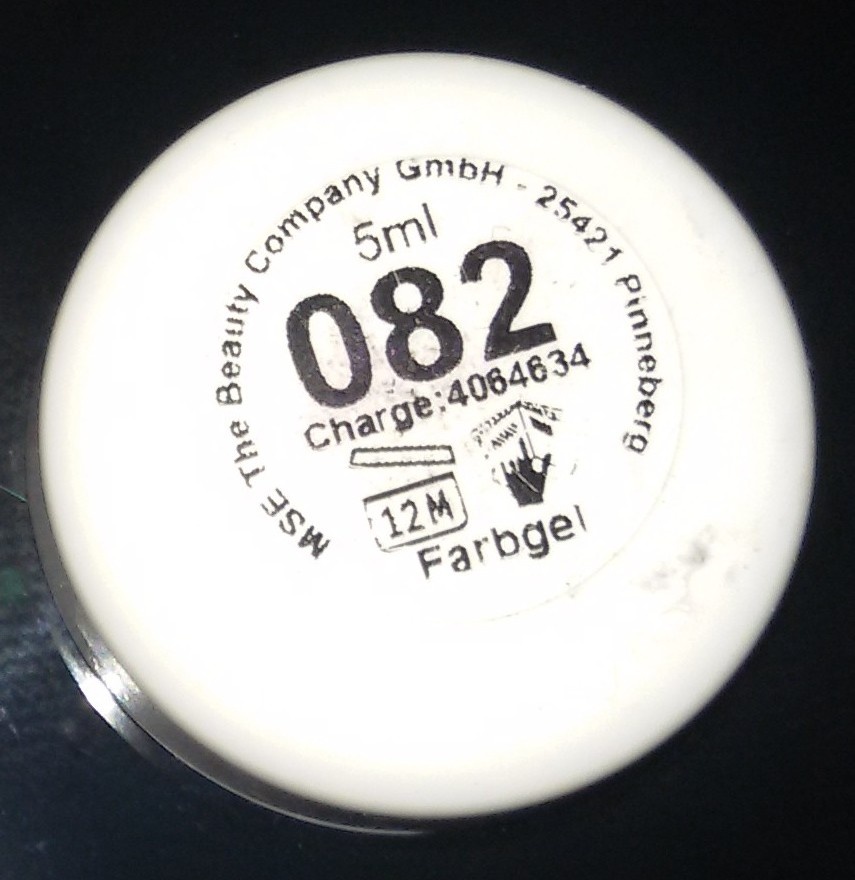 MSE The Beauty Company GmbH - 25421 Pinneberg
5ml
082
Charge:4064634
12M
Farbgel